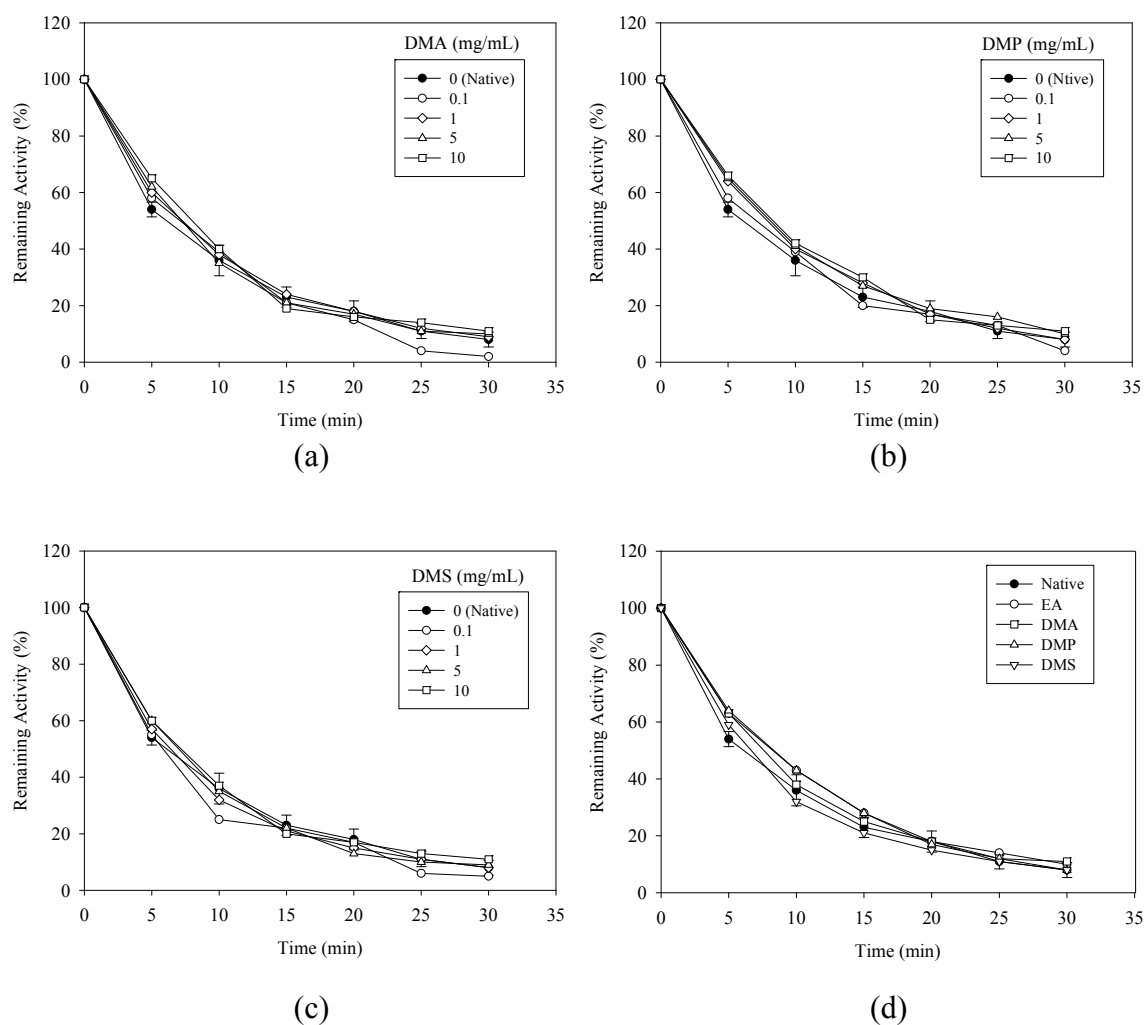 120
100
80
60
40
20
0
Remaining Activity (%)
DMA (mg/mL)
0 (Native)
0.1
1
5
10
0 5 10 15 20 25 30 35
Time (min)
(a)
120
100
80
60
40
20
0
Remaining Activity (%)
DMP (mg/mL)
0 (Ntive)
0.1
1
5
10
0 5 10 15 20 25 30 35
Time (min)
(b)
120
100
80
60
40
20
0
Remaining Activity (%)
DMS (mg/mL)
0 (Native)
0.1
1
5
10
0 5 10 15 20 25 30 35
Time (min)
(c)
120
100
80
60
40
20
0
Remaining Activity (%)
Native
EA
DMA
DMP
DMS
0 5 10 15 20 25 30 35
Time (min)
(d)